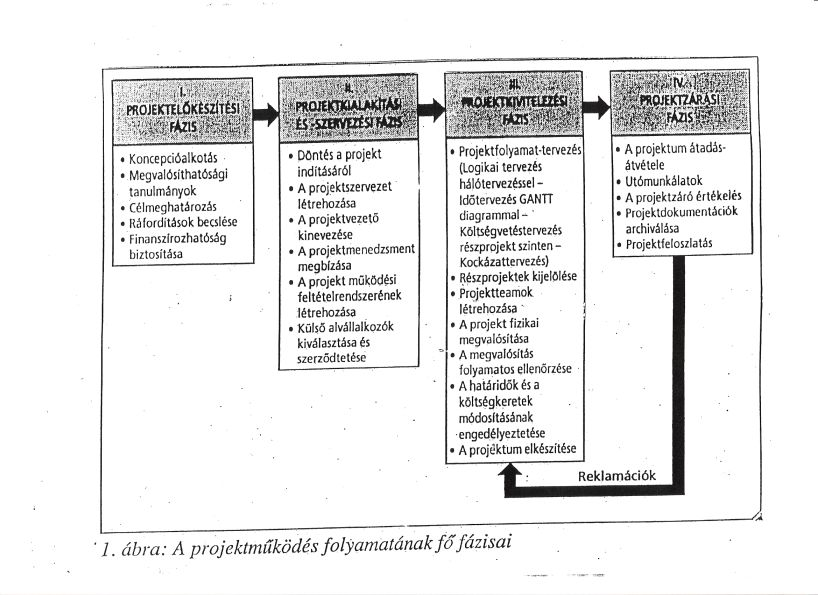 I.
PROJEKTELŐKÉSZÍTÉSI
FÁZIS
• Koncepcióalkotás
• Megvalósíthatósági
tanulmányok
• Célmeghatározás
• Ráfordítások becslése
• Finanszírozhatóság
biztosítása
II.
PROJEKTKIALAKÍTÁSI
ÉS -SZERVEZÉSI FÁZIS
• Döntés a projekt
indításáról
• A projektszervezet
létrehozása
• A projektvezető
kinevezése
• A projektmenedzsment
megbízása
• A projekt működési
feltételrendszerének
létrehozása
• Külső alvállalkozók
kiválasztása és
szerződtetése
III.
PROJEKTKIVITELEZÉSI
FÁZIS
• Projektfolyamat-tervezés
(Logikai tervezés
hálótervezéssel –
Időtervezés GANTT
diagrammal –
Költségvetéstervezés
részprojekt szinten –
Kockázattervezés)
• Részprojektek kijelölése
• Projektteamok
létrehozása
• A projekt fizikai
megvalósítása
• A megvalósítás
folyamatos ellenőrzése
• A határidők és a
költségkeretek
módosításának
engedélyeztetése
• A projektum elkészítése
IV.
PROJEKTZÁRÁSI
FÁZIS
• A projektum átadás-
átvétele
• Utómunkálatok
• A projektzáró értékelés
• Projektdokumentációk
archiválása
• Projektfeloszlatás
Reklamációk
1. ábra: A projektműködés folyamatának fő fázisai